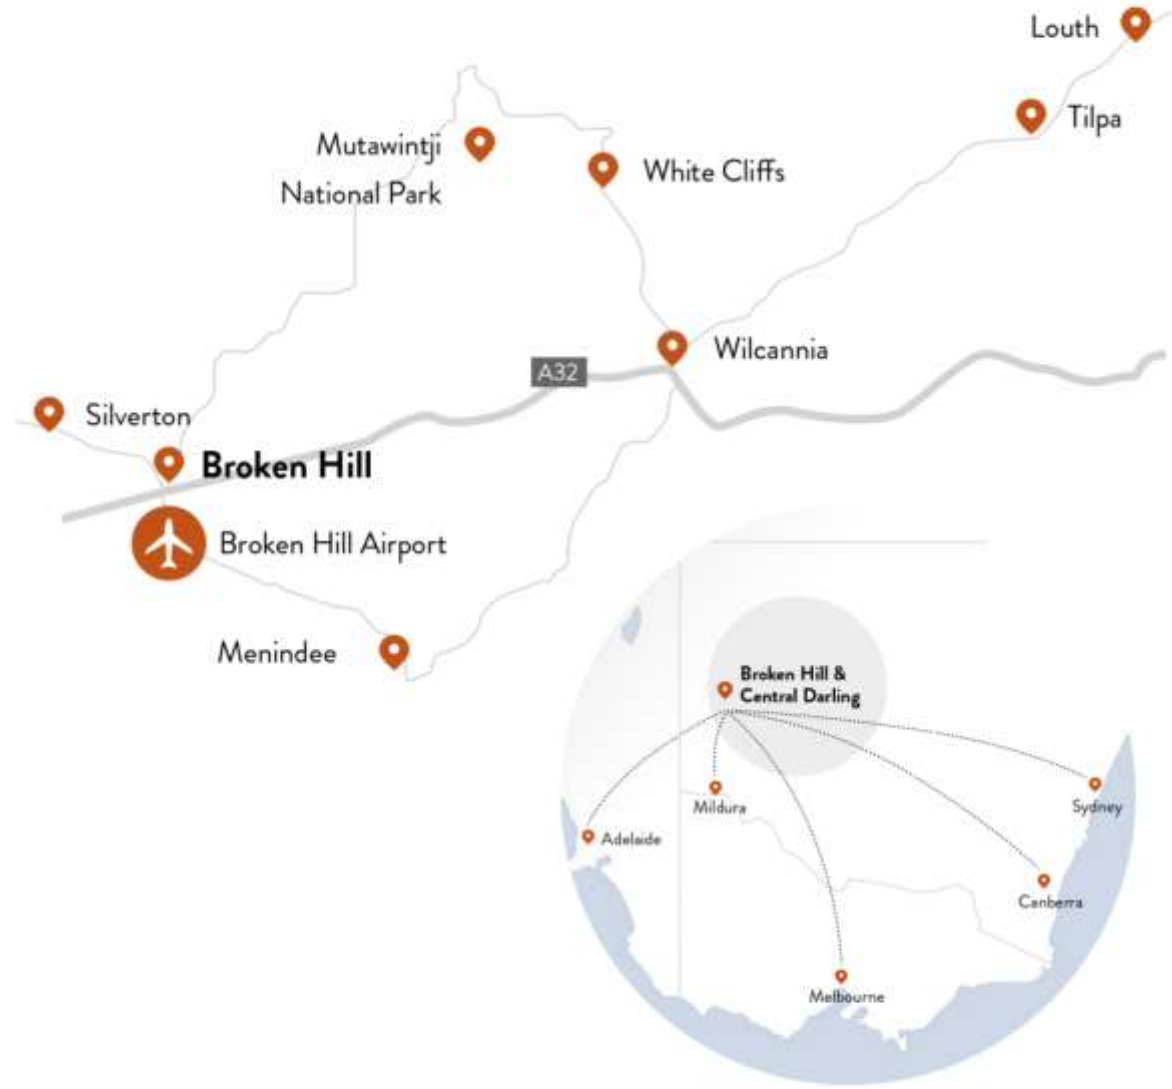 Louth
Tilpa
Mutawintji
National Park
White Cliffs
Wilcannia
A32
Silverton
Broken Hill
Broken Hill Airport
Menindee
Broken Hill &
Central Darling
Mildura
Sydney
Adelaide
Canberra
Melbourne